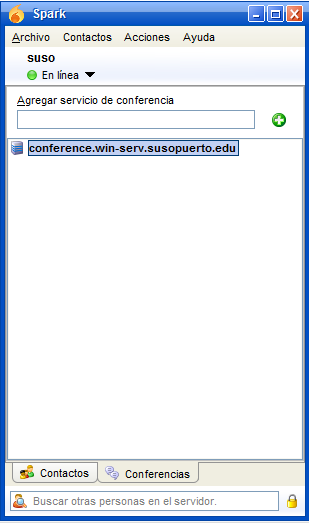 Spark
Archivo Contactos Acciones Ayuda
suso
En línea
Agregar servicio de conferencia
conference.win-serv.susopuerto.edu
Contactos Conferencias
Buscar otras personas en el servidor.